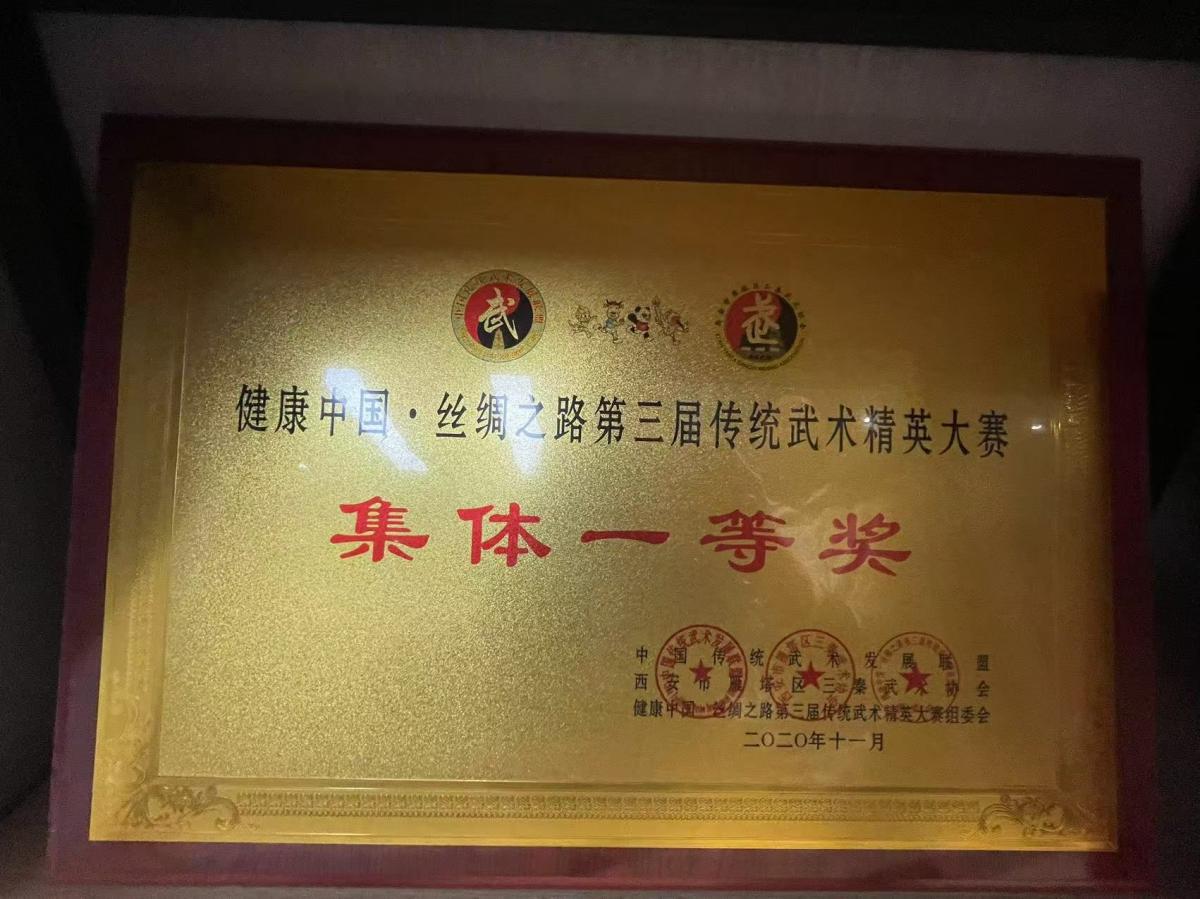 武
健康中国·丝绸之路第三届传统武术精英大赛
集体一等奖
中国传统武术发展联盟
西安市雁塔区三秦武术协会
健康中国·丝绸之路第三届传统武术精英大赛组委会
二〇二〇年十一月